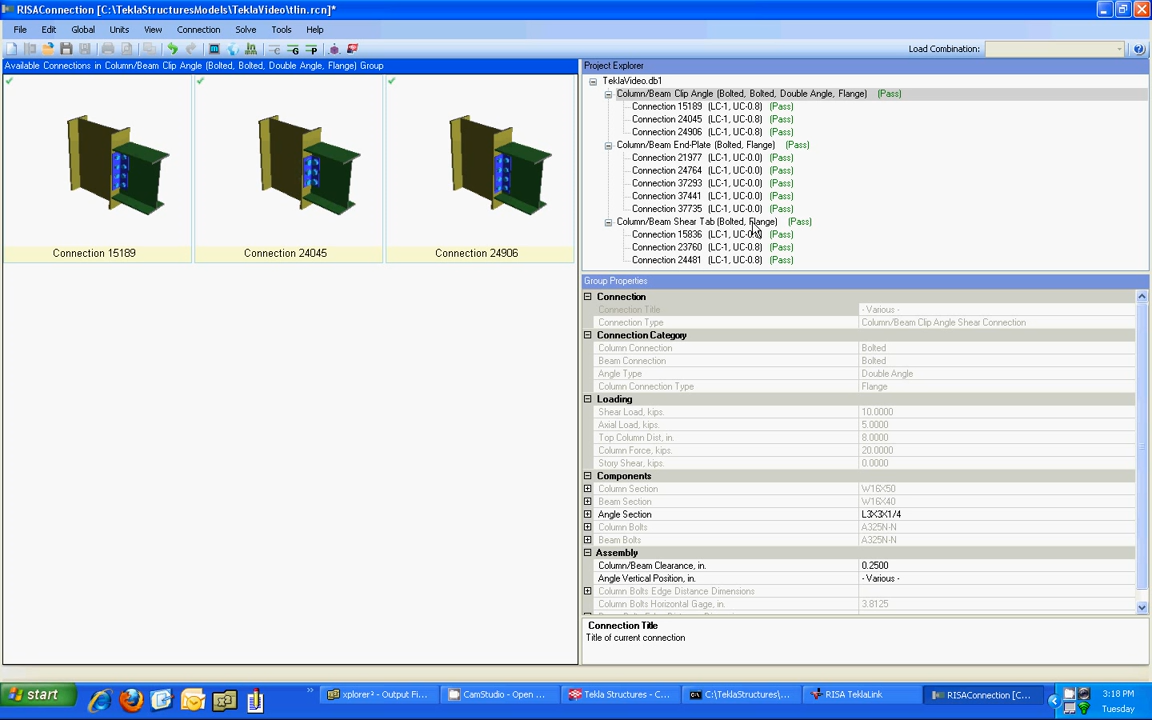 RISAConnection [C:\TeklaStructuresModels\TeklaVideo\tlin.rcn]*
File Edit Global Units View Connection Solve Tools Help
Load Combination:
Available Connections in Column/Beam Clip Angle (Bolted, Bolted, Double Angle, Flange) Group
Connection 15189 Connection 24045 Connection 24906
Project Explorer
TeklaVideo.db1
Column/Beam Clip Angle (Bolted, Bolted, Double Angle, Flange) (Pass)
Connection 15189 (LC-1, UC-0.8) (Pass)
Connection 24045 (LC-1, UC-0.8) (Pass)
Connection 24906 (LC-1, UC-0.8) (Pass)
Column/Beam End-Plate (Bolted, Flange) (Pass)
Connection 21977 (LC-1, UC-0.0) (Pass)
Connection 24764 (LC-1, UC-0.0) (Pass)
Connection 37293 (LC-1, UC-0.0) (Pass)
Connection 37441 (LC-1, UC-0.0) (Pass)
Connection 37735 (LC-1, UC-0.0) (Pass)
Column/Beam Shear Tab (Bolted, Flange) (Pass)
Connection 15836 (Pass)
Connection 23760 (LC-1, UC-0.8) (Pass)
Connection 24481 (LC-1, UC-0.8) (Pass)
Group Properties
Connection
Connection Title - Various -
Connection Type Column/Beam Clip Angle Shear Connection
Connection Category
Column Connection Bolted
Beam Connection Bolted
Angle Type Double Angle
Column Connection Type Flange
Loading
Shear Load, kips. 10.0000
Axial Load, kips. 5.0000
Top Column Dist, in. 8.0000
Column Force, kips. 20.0000
Story Shear, kips. 0.0000
Components
Column Section W16X50
Beam Section W16X40
Angle Section L3X3X1/4
Column Bolts A325N-N
Beam Bolts A325N-N
Assembly
Column/Beam Clearance, in. 0.2500
Angle Vertical Position, in. - Various -
Column Bolts Edge Distance Dimensions
Column Bolts Horizontal Gage, in. 3.8125
Connection Title
Title of current connection
start
xplorer² - Output Fi... CamStudio - Open ... Tekla Structures - C... C:\TeklaStructures\... RISA TeklaLink RISAConnection [C...
3:18 PM
Tuesday